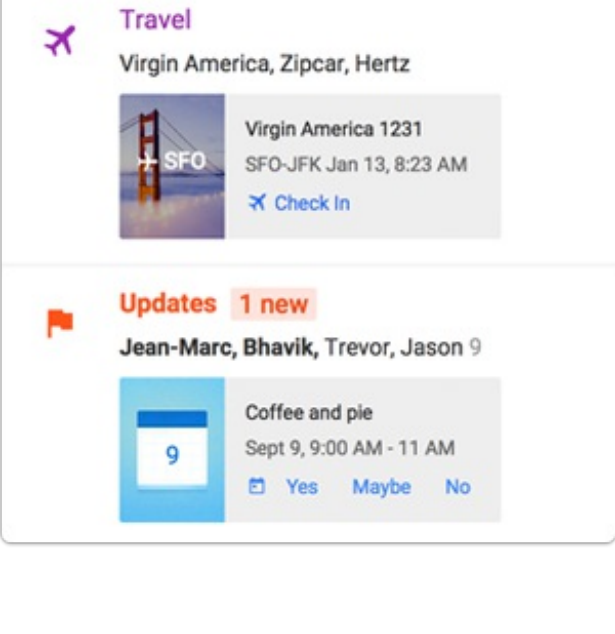 Travel
Virgin America, Zipcar, Hertz
SFO
Virgin America 1231
SFO-JFK Jan 13, 8:23 AM
Check In
Updates 1 new
Jean-Marc, Bhavik, Trevor, Jason 9
9
Coffee and pie
Sept 9, 9:00 AM - 11 AM
Yes Maybe No